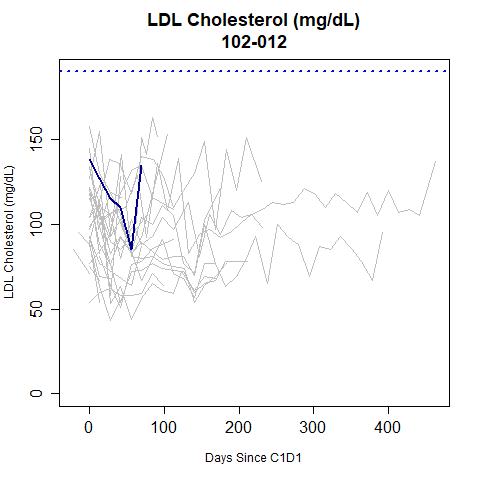 LDL Cholesterol (mg/dL)
102-012
LDL Cholesterol (mg/dL)
150
100
50
0
0 100 200 300 400
Days Since C1D1